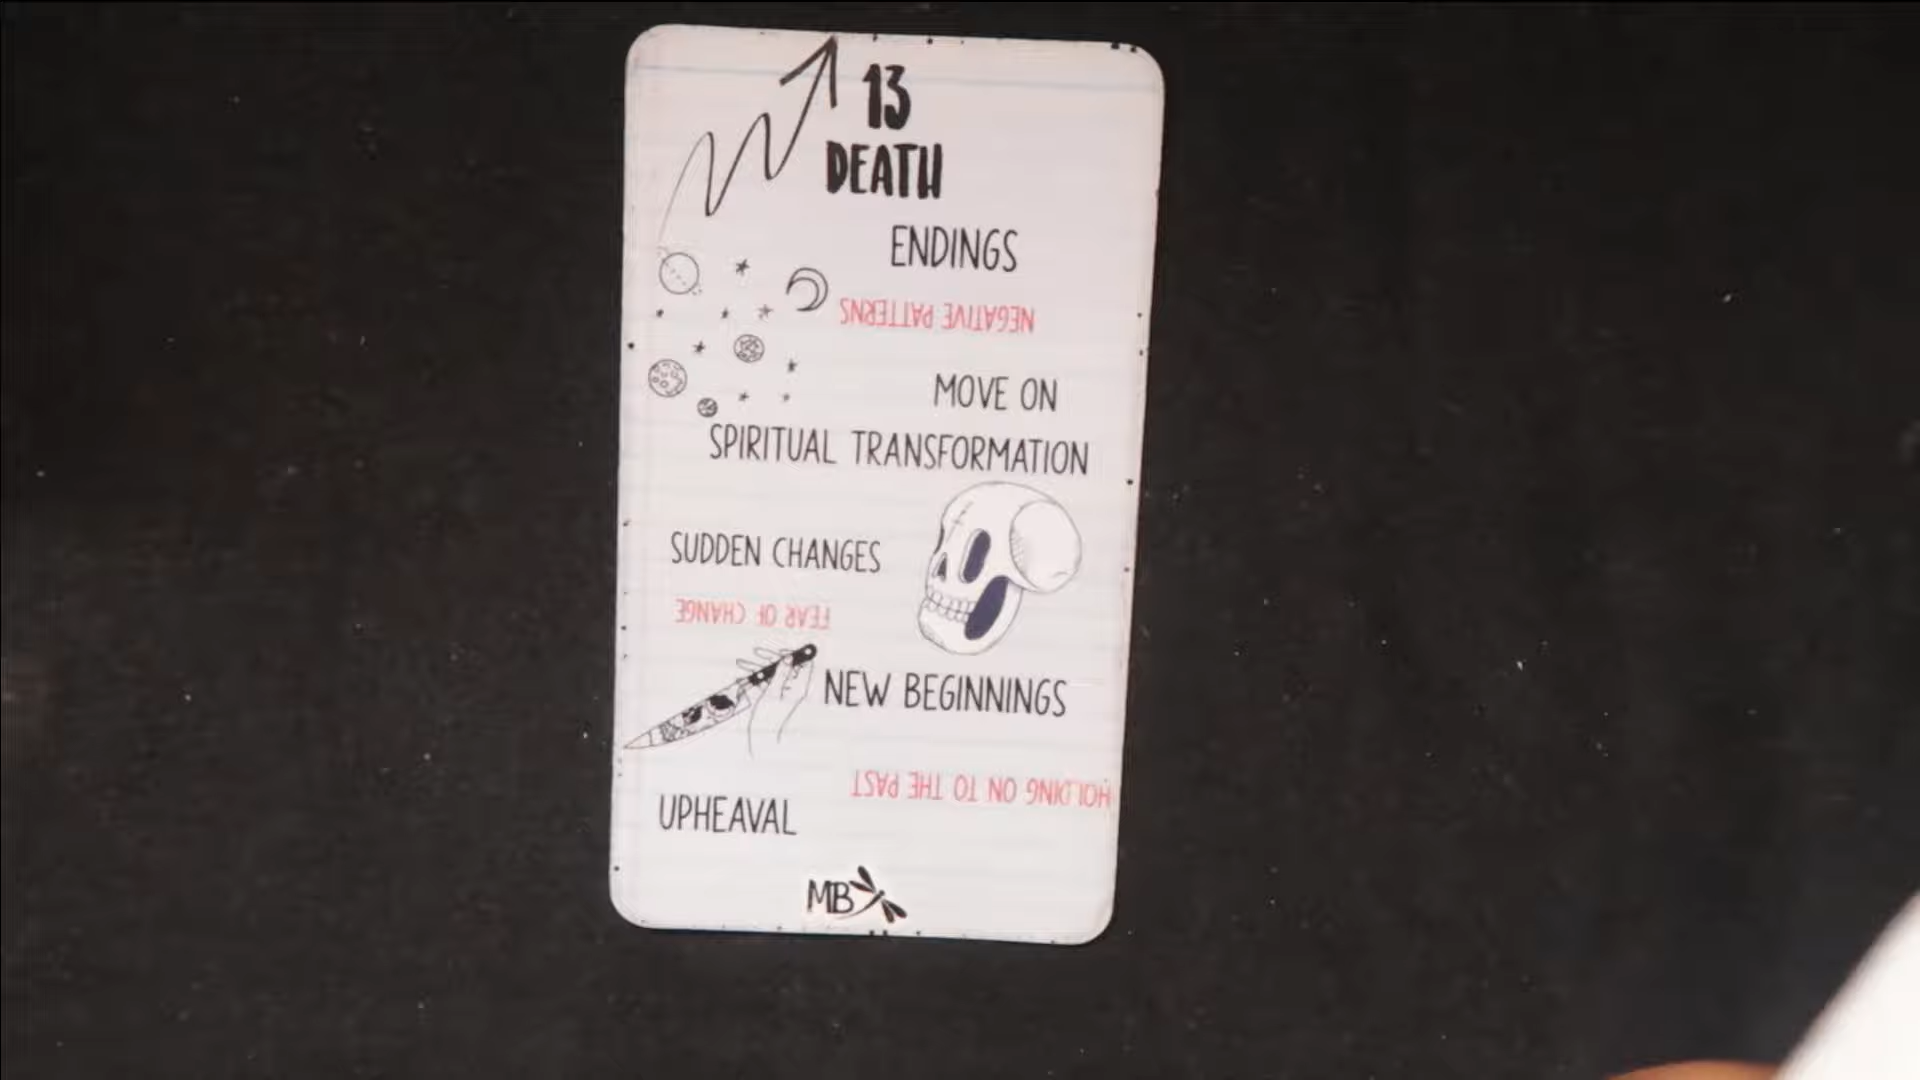 13
DEATH
ENDINGS
NEGATIVE PATTERNS
MOVE ON
SPIRITUAL TRANSFORMATION
SUDDEN CHANGES
FEAR OF CHANGE
NEW BEGINNINGS
HOLDING ON TO THE PAST
UPHEAVAL
MB